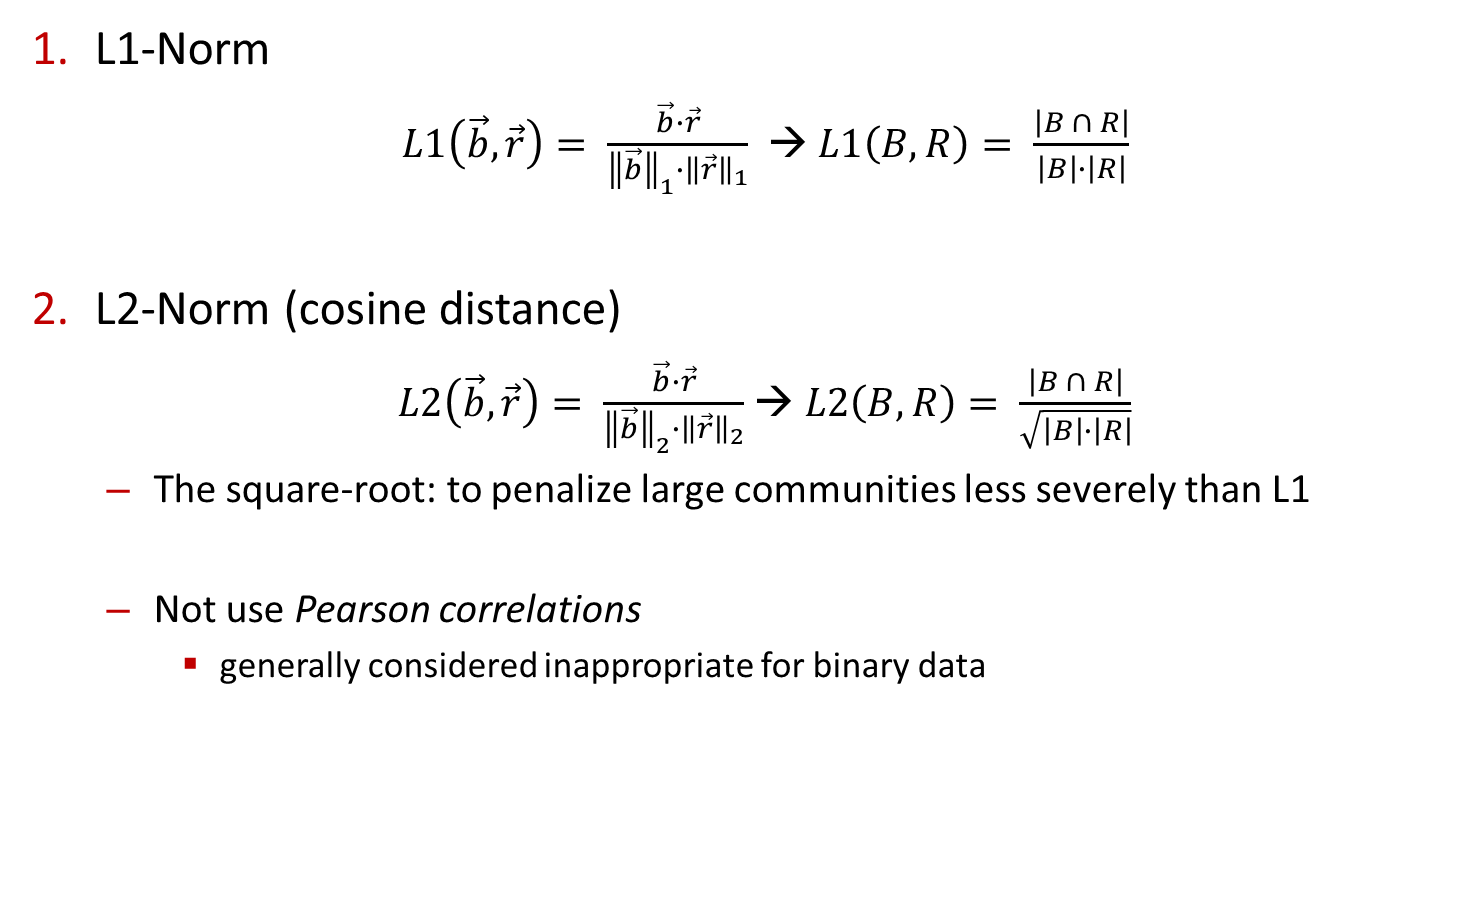 1. L1-Norm
L1(b⃗, r⃗) = b⃗·r⃗ / ‖b⃗‖₁·‖r⃗‖₁ → L1(B, R) = |B ∩ R| / |B|·|R|
2. L2-Norm (cosine distance)
L2(b⃗, r⃗) = b⃗·r⃗ / ‖b⃗‖₂·‖r⃗‖₂ → L2(B, R) = |B ∩ R| / √|B|·|R|
– The square-root: to penalize large communities less severely than L1
– Not use Pearson correlations
▪ generally considered inappropriate for binary data